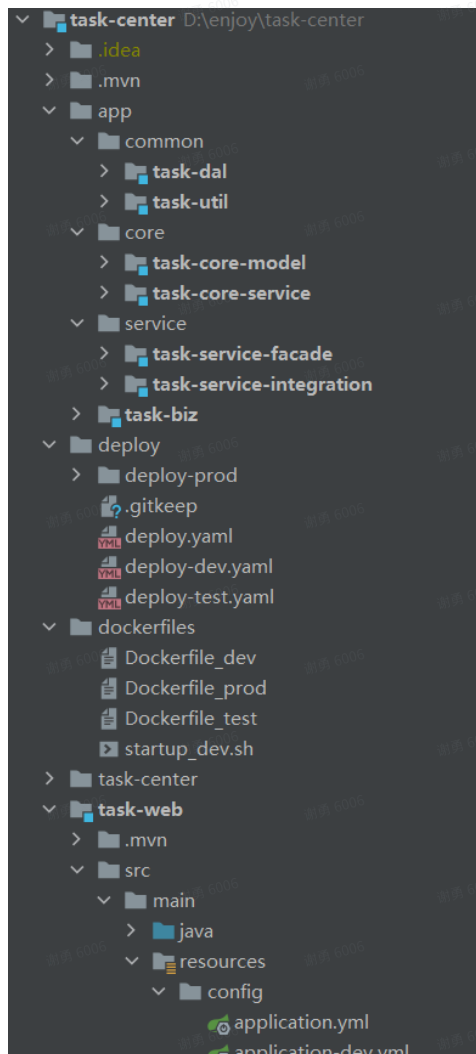 task-center D:\enjoy\task-center
.idea
.mvn
app
common
task-dal
task-util
core
task-core-model
task-core-service
service
task-service-facade
task-service-integration
task-biz
deploy
deploy-prod
.gitkeep
deploy.yaml
deploy-dev.yaml
deploy-test.yaml
dockerfiles
Dockerfile_dev
Dockerfile_prod
Dockerfile_test
startup_dev.sh
task-center
task-web
.mvn
src
main
java
resources
config
application.yml
application-dev.yml